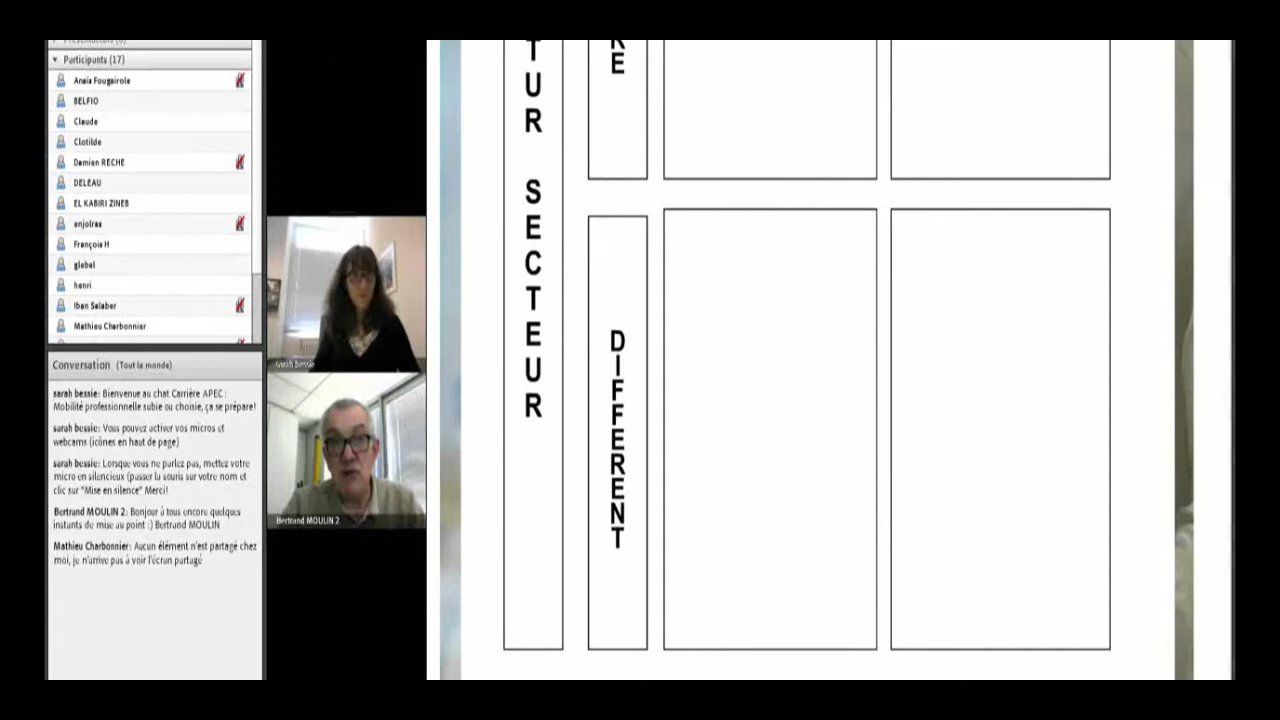 Participants (17)
Anaïs Fougairole
BELFIO
Claude
Clotilde
Damien RECHE
DELEAU
EL KABIRI ZINEB
enjolras
François H
glebel
henri
Iban Salaber
Mathieu Charbonnier
Conversation (Tout le monde)
sarah bessie: Bienvenue au chat Carrière APEC :
Mobilité professionnelle subie ou choisie, ça se prépare!
sarah bessie: Vous pouvez activer vos micros et
webcams (icônes en haut de page)
sarah bessie: Lorsque vous ne parlez pas, mettez votre
micro en silencieux (passer la souris sur votre nom et
clic sur "Mise en silence" Merci!
Bertrand MOULIN 2: Bonjour à tous encore quelques
instants de mise au point :) Bertrand MOULIN
Mathieu Charbonnier: Aucun élément n'est partagé chez
moi, je n'arrive pas à voir l'écran partagé
sarah bessie
Bertrand MOULIN 2
TUR SECTEUR
RE
DIFFERENT